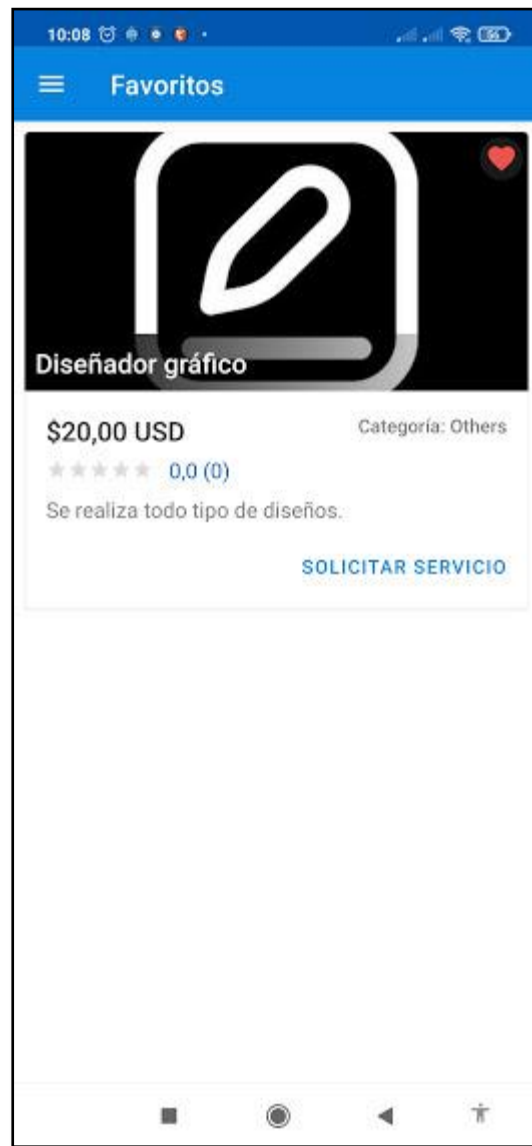 10:08
Favoritos
Diseñador gráfico
$20,00 USD
Categoría: Others
0,0 (0)
Se realiza todo tipo de diseños.
SOLICITAR SERVICIO